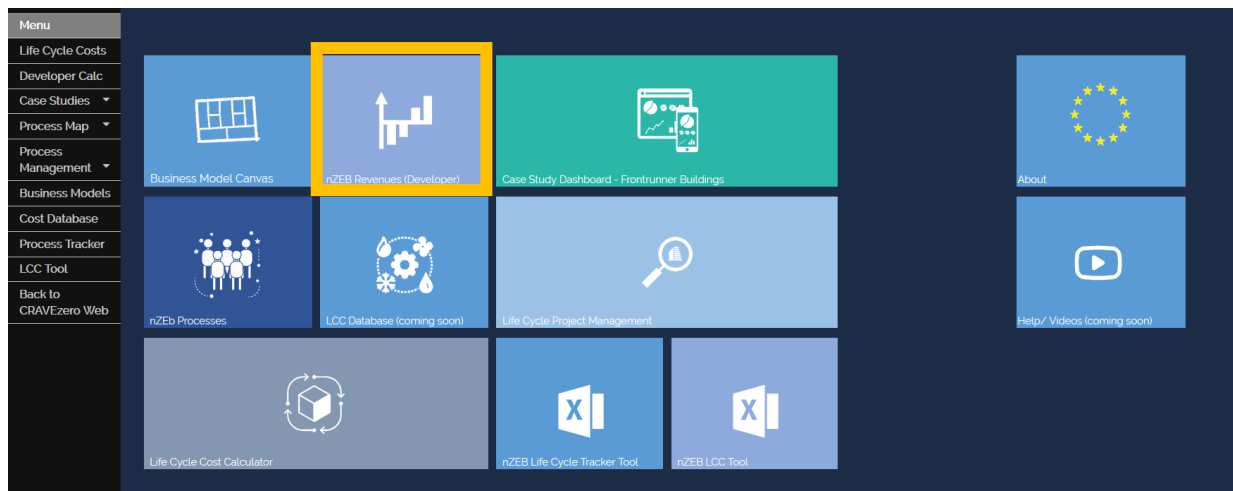 Menu
Life Cycle Costs
Developer Calc
Case Studies
Process Map
Process
Management
Business Models
Cost Database
Process Tracker
LCC Tool
Back to
CRAVEzero Web
Business Model Canvas
nZEB Revenues (Developer)
Case Study Dashboard - Frontrunner Buildings
About
nZEb Processes
LCC Database (coming soon)
Life Cycle Project Management
Help/ Videos (coming soon)
Life Cycle Cost Calculator
X
nZEB Life Cycle Tracker Tool
X
nZEB LCC Tool